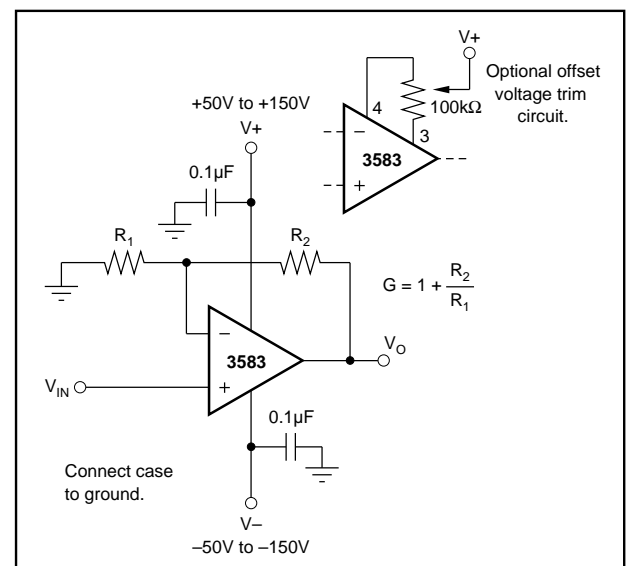 V+
Optional offset
voltage trim
circuit.
4
100kΩ
3
–
3583
+
+50V to +150V
V+
0.1µF
R1
R2
G = 1 + R2
R1
–
3583
+
VO
VIN
0.1µF
Connect case
to ground.
V–
–50V to –150V